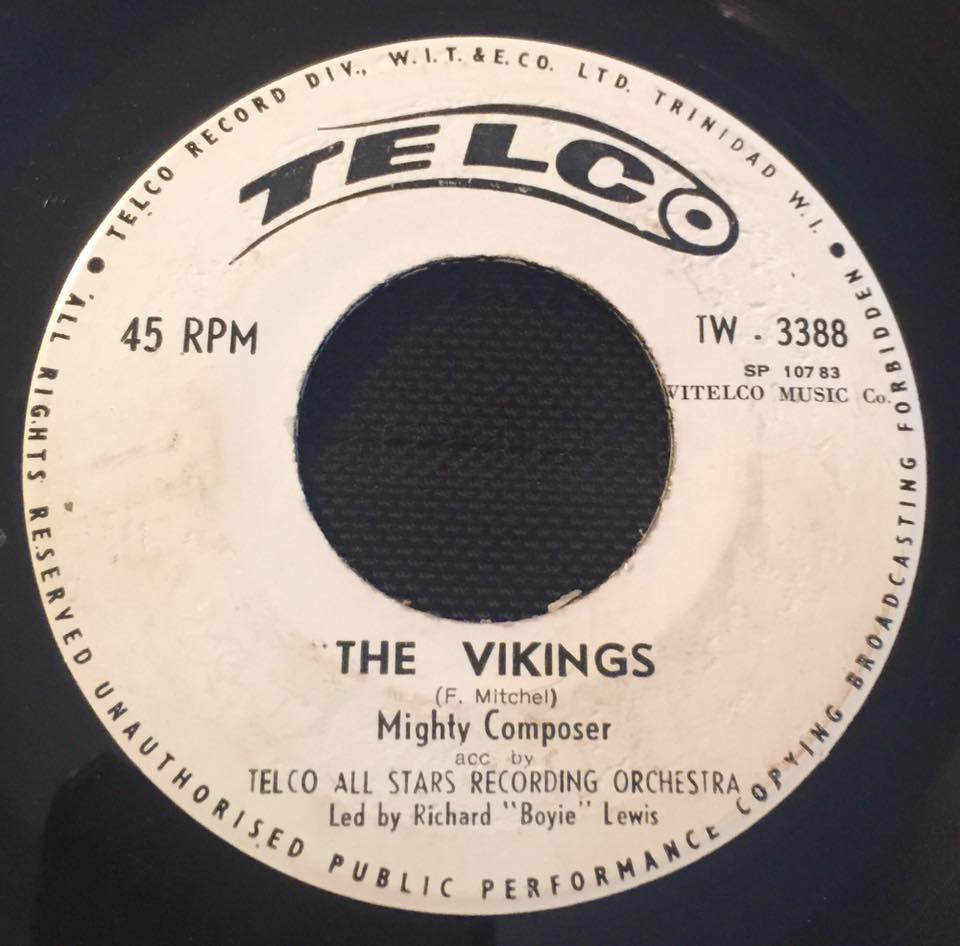 • TELCO RECORD DIV., W.I.T. & E. CO. LTD. TRINIDAD W.I. •
TELCO
45 RPM
TW - 3388
SP 10783
VITELCO MUSIC Co.
"THE VIKINGS
(F. Mitchel)
Mighty Composer
acc by
TELCO ALL STARS RECORDING ORCHESTRA
Led by Richard "Boyie" Lewis
ALL RIGHTS RESERVED UNAUTHORISED PUBLIC PERFORMANCE COPYING BROADCASTING FORBIDDEN